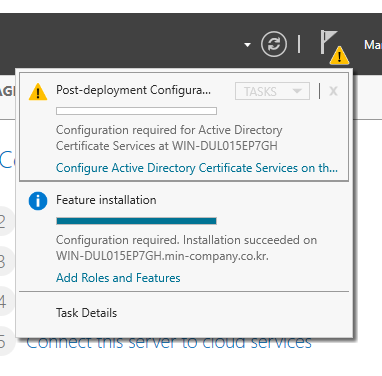 Ma
Post-deployment Configura...
TASKS
x
Configuration required for Active Directory
Certificate Services at WIN-DUL015EP7GH
Configure Active Directory Certificate Services on th...
Feature installation
Configuration required. Installation succeeded on
WIN-DUL015EP7GH.min-company.co.kr.
Add Roles and Features
Task Details
2
3
4
5
Connect this server to cloud services